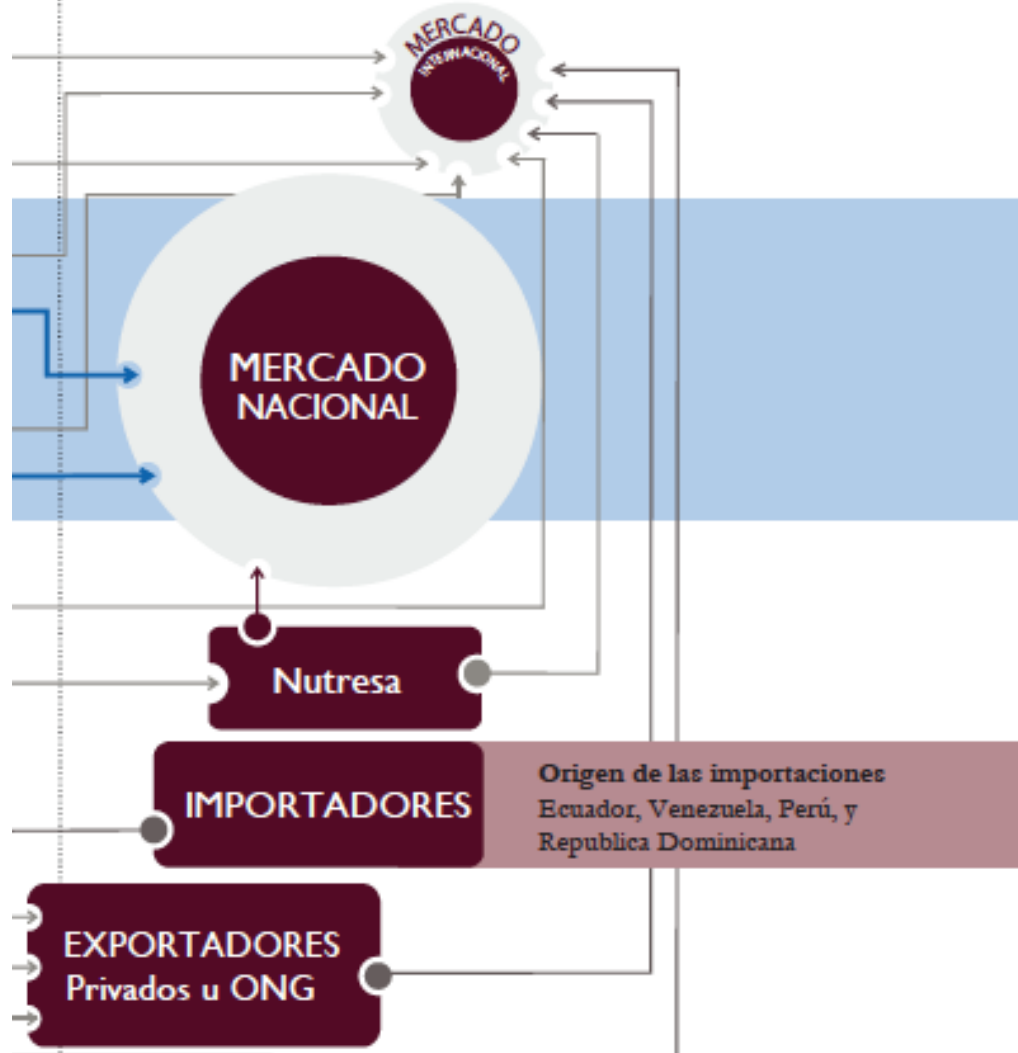 MERCADO
INTERNACIONAL
MERCADO
NACIONAL
Nutresa
IMPORTADORES
Origen de las importaciones
Ecuador, Venezuela, Perú, y
Republica Dominicana
EXPORTADORES
Privados u ONG